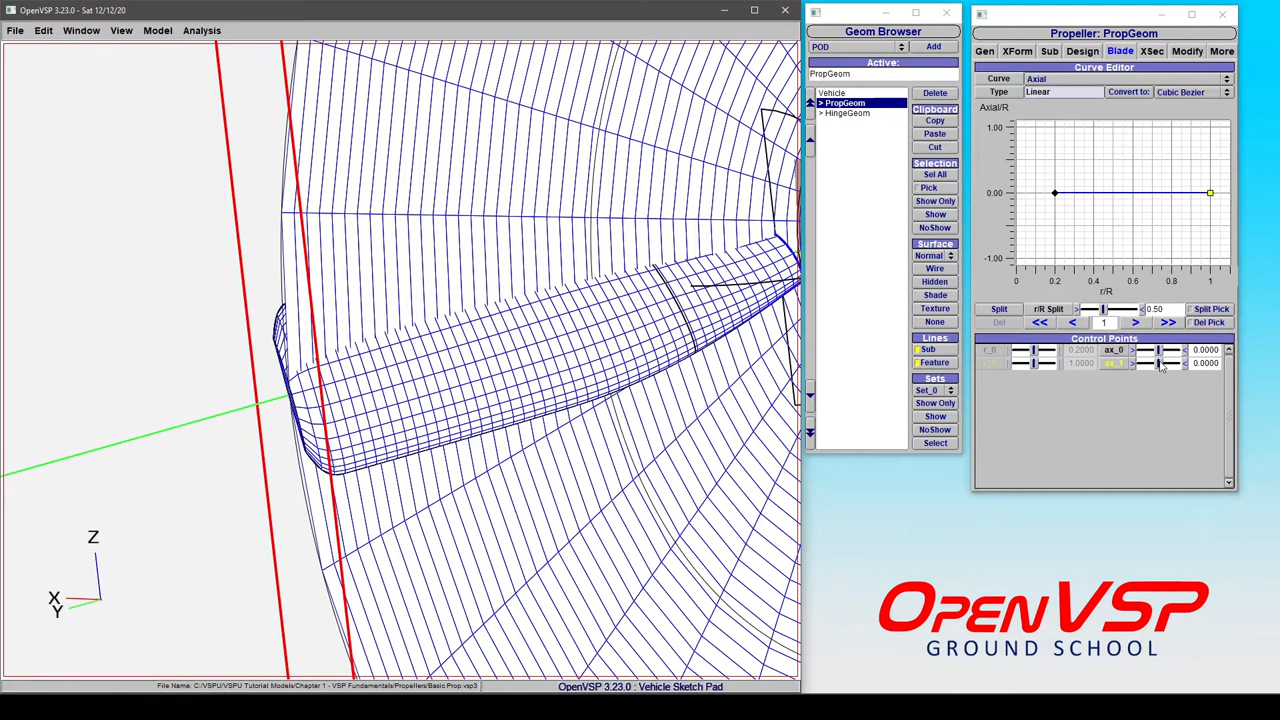 OpenVSP 3.23.0 - Sat 12/12/20
File Edit Window View Model Analysis
Z
X
Y
File Name: C:/VSPU/VSPU Tutorial Models/Chapter 1 - VSP Fundamentals/Propellers/Basic Prop.vsp3
OpenVSP 3.23.0 : Vehicle Sketch Pad
Geom Browser
POD Add
Active:
PropGeom
Vehicle
> PropGeom
> HingeGeom
Delete
Clipboard
Copy
Paste
Cut
Selection
Sel All
Pick
Show Only
Show
NoShow
Surface
Normal
Wire
Hidden
Shade
Texture
None
Lines
Sub
Feature
Sets
Set_0
Show Only
Show
NoShow
Select
Propeller: PropGeom
Gen XForm Sub Design Blade XSec Modify More
Curve Editor
Curve Axial
Type Linear Convert to: Cubic Bezier
Axial/R
1.00
0.00
-1.00
0 0.2 0.4 0.6 0.8 1
r/R
Split r/R Split > < 0.50 Split Pick
Del << < 1 > >> Del Pick
Control Points
r_0 0.2000 ax_0 > < 0.0000
1.0000 ax_1 > < 0.0000
OPENVSP
GROUND SCHOOL